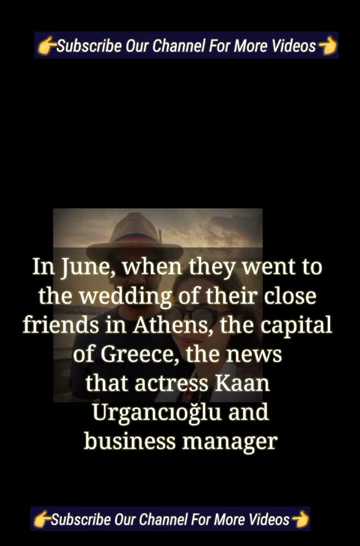 👉Subscribe Our Channel For More Videos👈
In June, when they went to
the wedding of their close
friends in Athens, the capital
of Greece, the news
that actress Kaan
Urgancıoğlu and
business manager
👉Subscribe Our Channel For More Videos👈